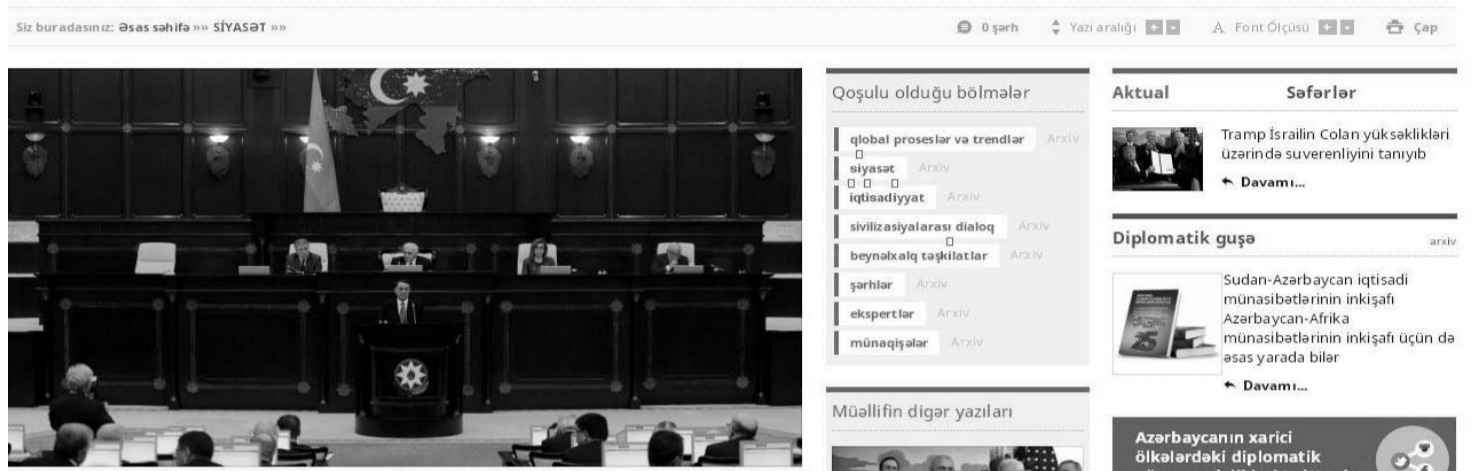 Siz buradasınız: Əsas səhifə »» SİYASƏT »»
0 şərh
Yazı aralığı + -
A Font Ölçüsü + -
Çap
Qoşulu olduğu bölmələr
qlobal proseslər və trendlər Arxiv
siyasət Arxiv
iqtisadiyyat Arxiv
sivilizasiyalarası dialoq Arxiv
beynəlxalq təşkilatlar Arxiv
şərhlər Arxiv
ekspertlər Arxiv
münaqişələr Arxiv
Müəllifin digər yazıları
Aktual Səfərlər
Tramp İsrailin Colan yüksəklikləri
üzərində suverenliyini tanıyıb
Davamı...
Diplomatik guşə arxiv
Sudan-Azərbaycan iqtisadi
münasibətlərinin inkişafı
Azərbaycan-Afrika
münasibətlərinin inkişafı üçün də
əsas yarada bilər
Davamı...
Azərbaycanın xarici
ölkələrdəki diplomatik